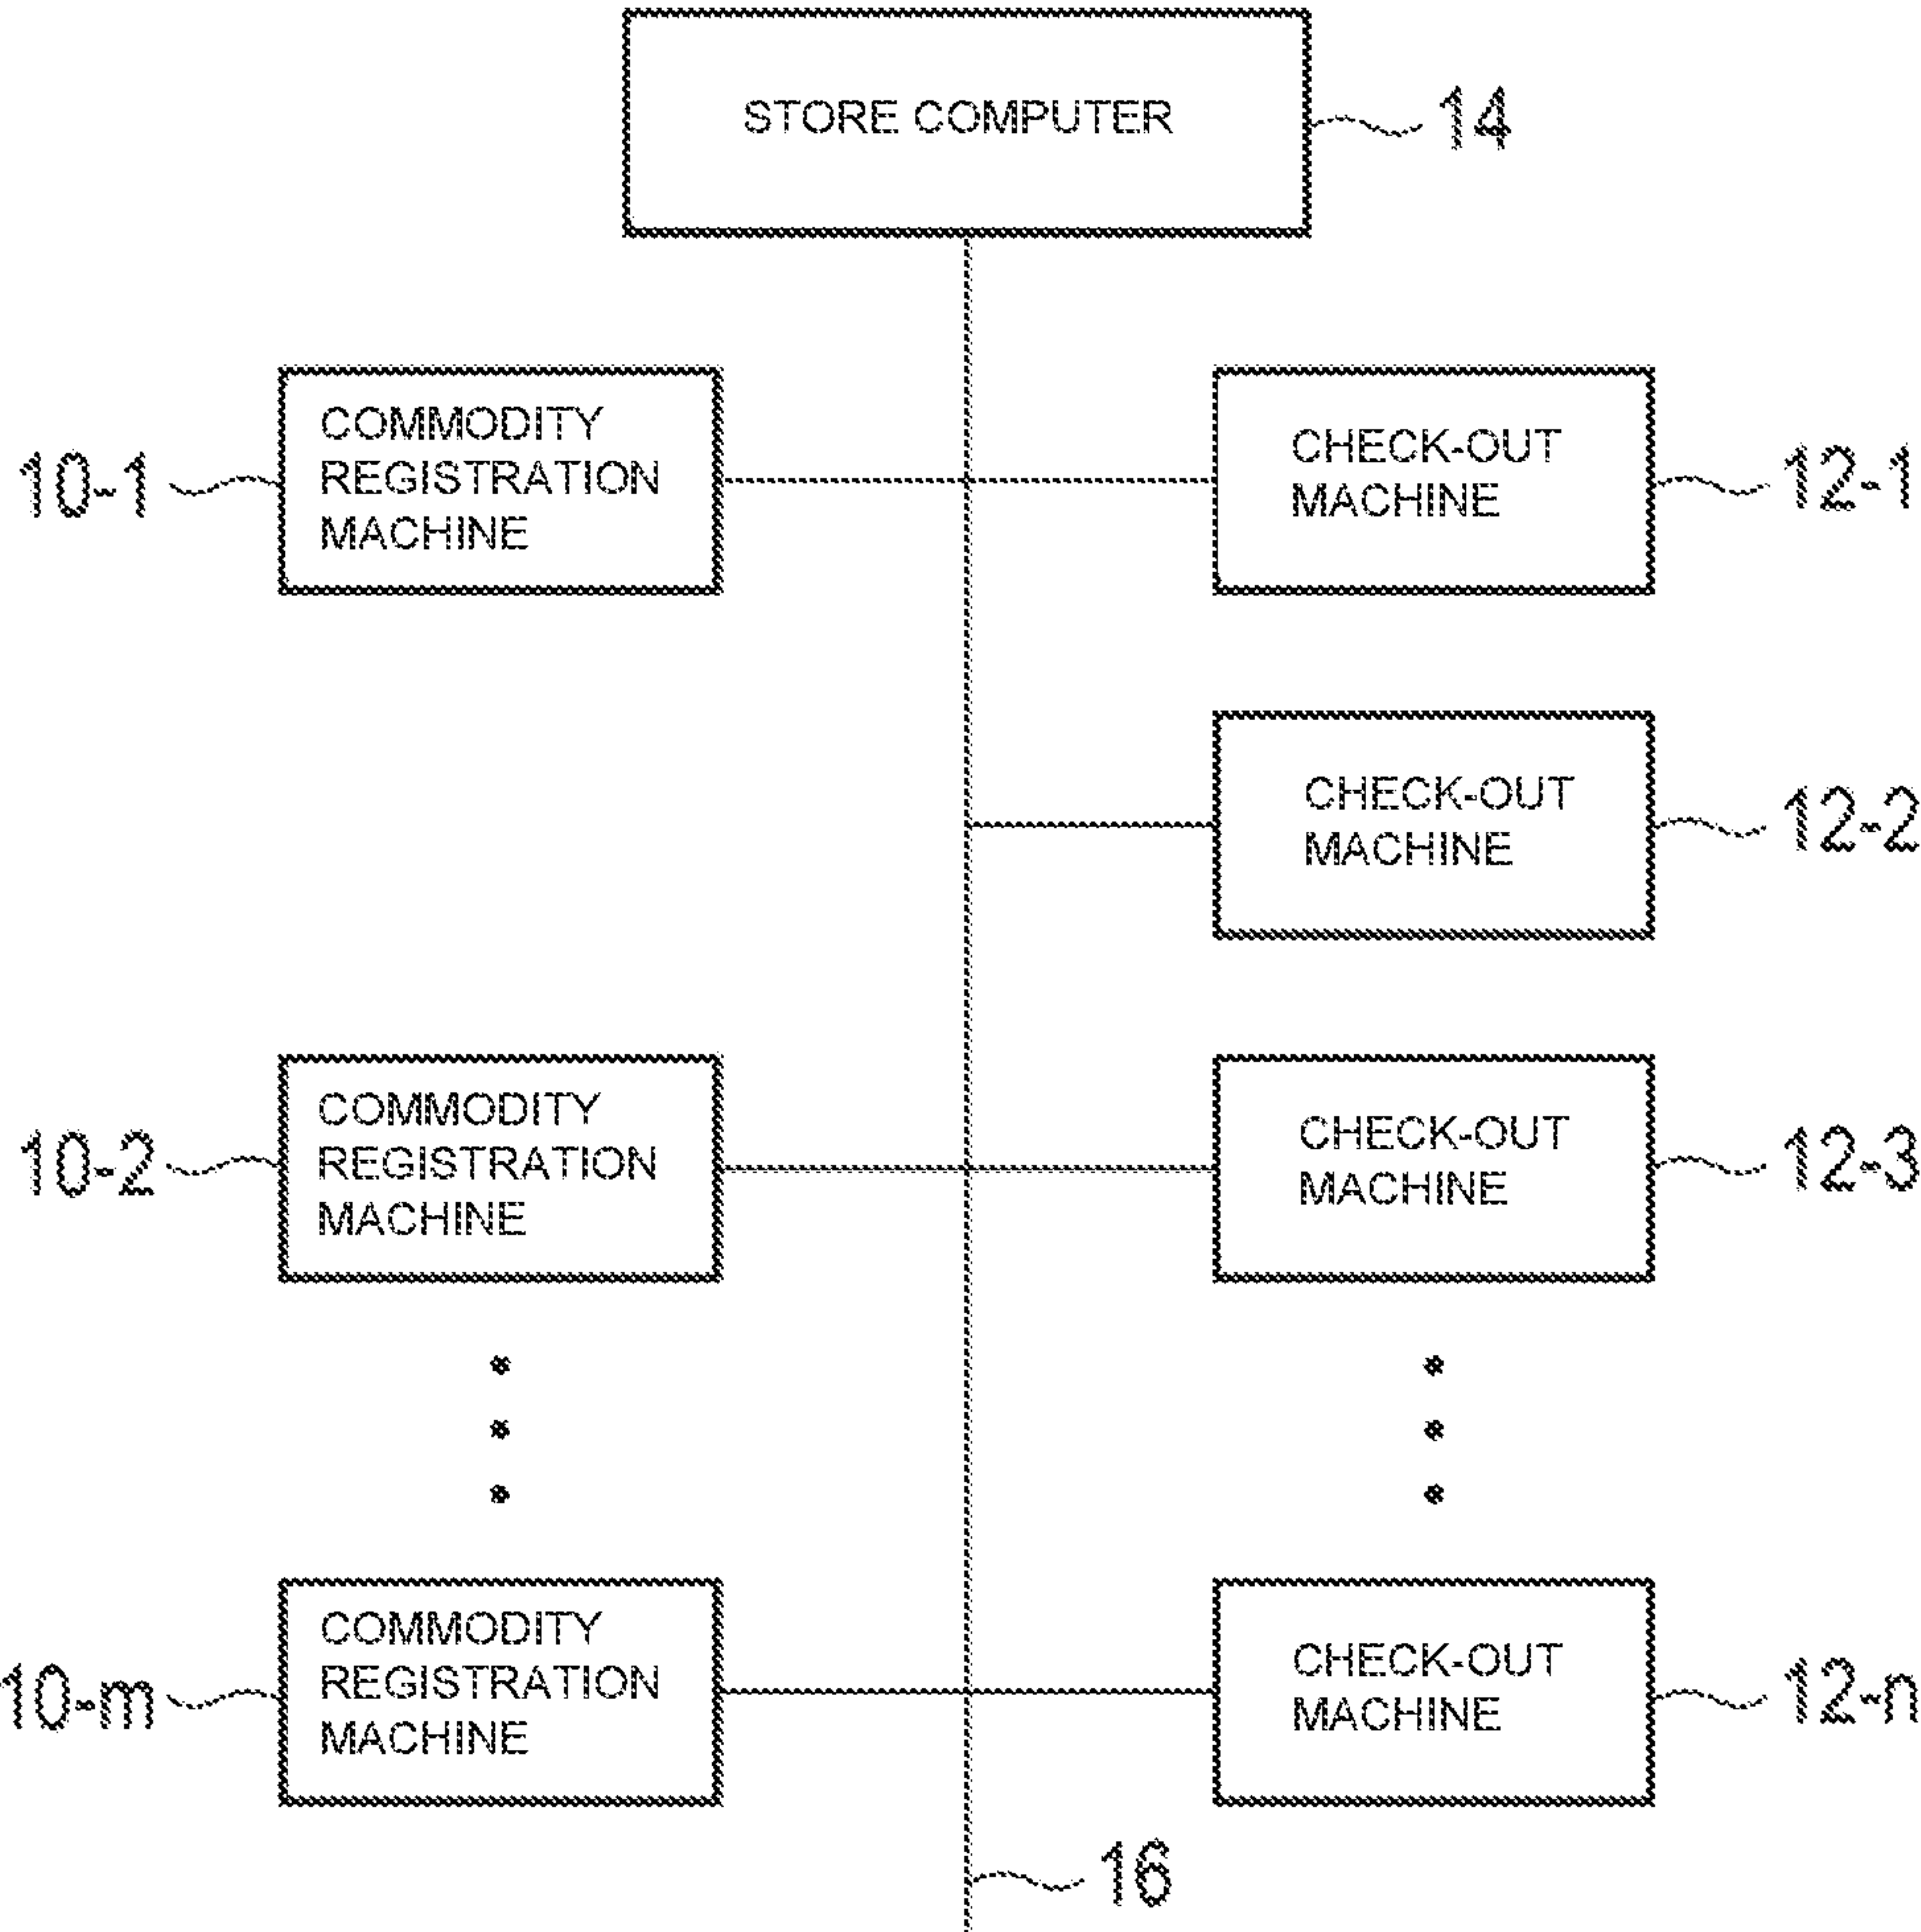 STORE COMPUTER
14
10-1
COMMODITY
REGISTRATION
MACHINE
CHECK-OUT
MACHINE
12-1
CHECK-OUT
MACHINE
12-2
10-2
COMMODITY
REGISTRATION
MACHINE
CHECK-OUT
MACHINE
12-3
10-m
COMMODITY
REGISTRATION
MACHINE
CHECK-OUT
MACHINE
12-n
16